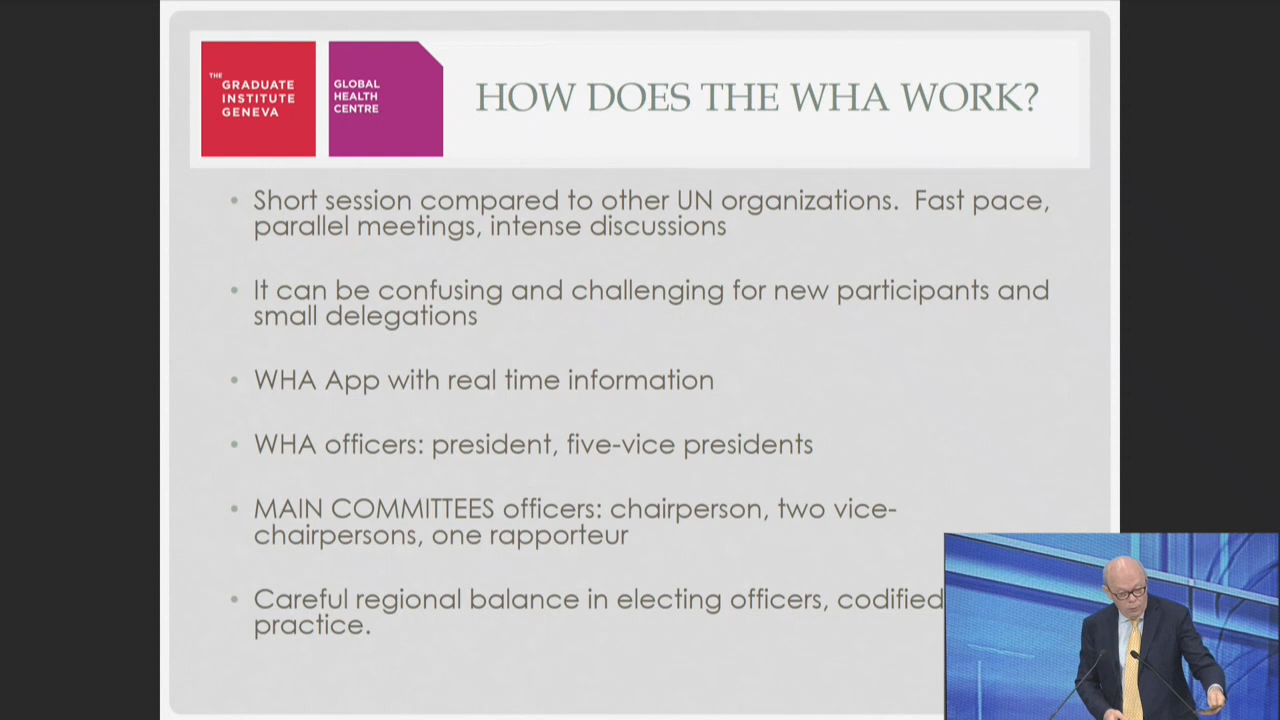 THE
GRADUATE
INSTITUTE
GENEVA
GLOBAL
HEALTH
CENTRE
HOW DOES THE WHA WORK?
• Short session compared to other UN organizations.  Fast pace,
parallel meetings, intense discussions
• It can be confusing and challenging for new participants and
small delegations
• WHA App with real time information
• WHA officers: president, five-vice presidents
• MAIN COMMITTEES officers: chairperson, two vice-
chairpersons, one rapporteur
• Careful regional balance in electing officers, codified
practice.